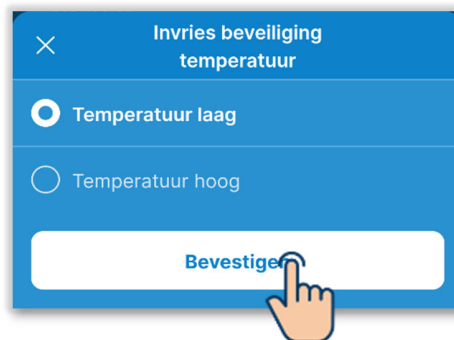 Invries beveiliging
temperatuur
Temperatuur laag
Temperatuur hoog
Bevestigen